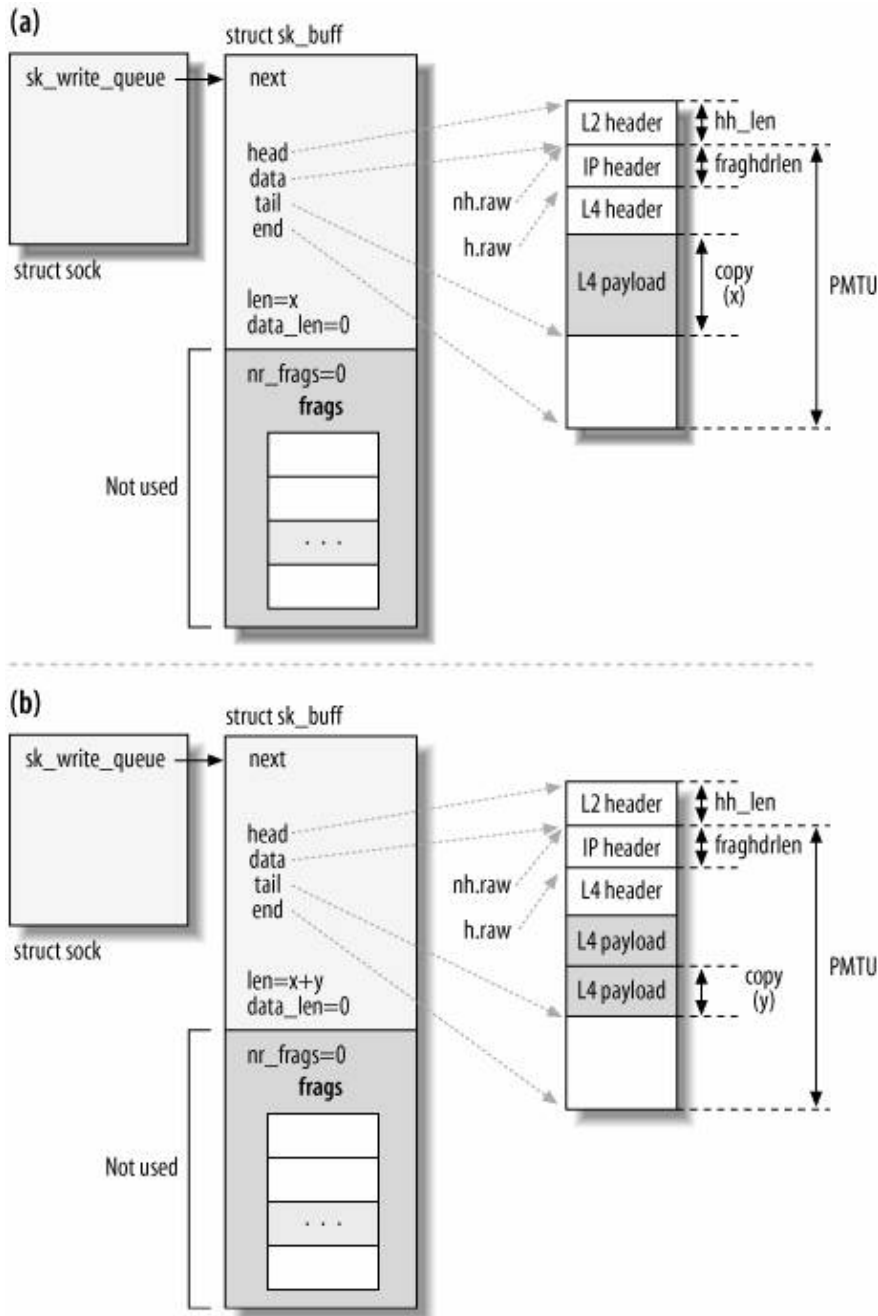 (a)
struct sk_buff
sk_write_queue
next
struct sock
head
data
tail
end
len=x
data_len=0
nr_frags=0
frags
. . .
Not used
L2 header
IP header
L4 header
L4 payload
nh.raw
h.raw
hh_len
fraghdrlen
copy
(x)
PMTU
(b)
struct sk_buff
sk_write_queue
next
struct sock
head
data
tail
end
len=x+y
data_len=0
nr_frags=0
frags
. . .
Not used
L2 header
IP header
L4 header
L4 payload
L4 payload
nh.raw
h.raw
hh_len
fraghdrlen
copy
(y)
PMTU